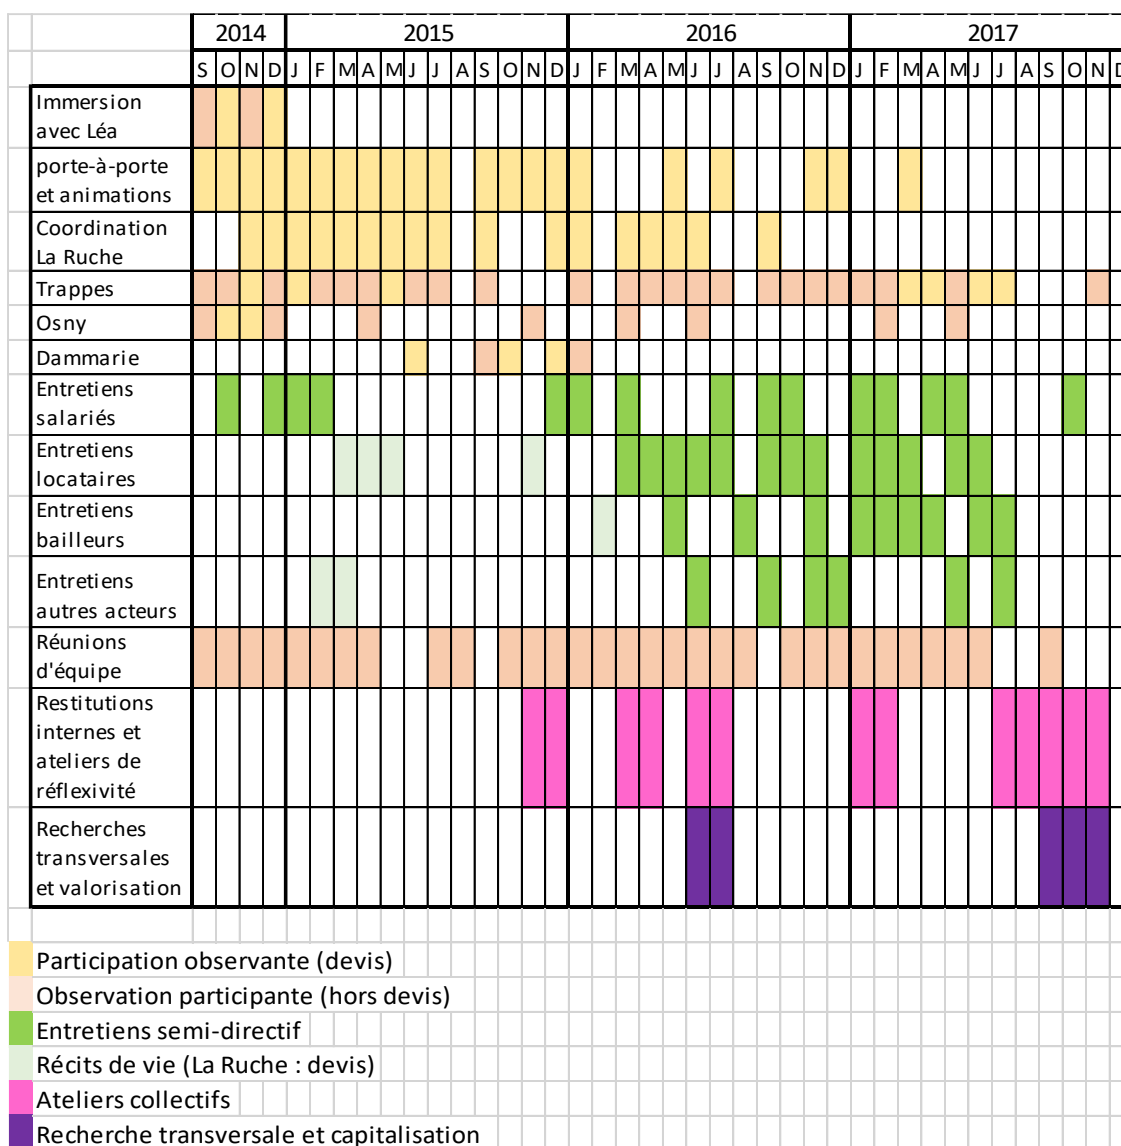 2014 2015 2016 2017
S O N D J F M A M J J A S O N D J F M A M J J A S O N D J F M A M J J A S O N D
Immersion
avec Léa
porte-à-porte
et animations
Coordination
La Ruche
Trappes
Osny
Dammarie
Entretiens
salariés
Entretiens
locataires
Entretiens
bailleurs
Entretiens
autres acteurs
Réunions
d'équipe
Restitutions
internes et
ateliers de
réflexivité
Recherches
transversales
et valorisation
Participation observante (devis)
Observation participante (hors devis)
Entretiens semi-directif
Récits de vie (La Ruche : devis)
Ateliers collectifs
Recherche transversale et capitalisation